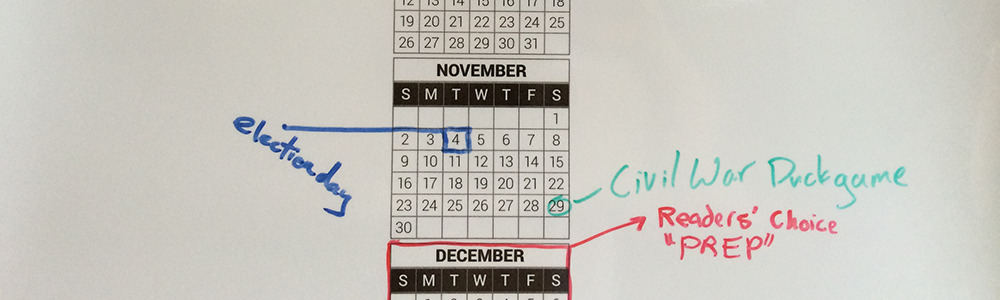 12 13 14 15 16 17 18
19 20 21 22 23 24 25
26 27 28 29 30 31
NOVEMBER
S M T W T F S
1
2 3 4 5 6 7 8
9 10 11 12 13 14 15
16 17 18 19 20 21 22
23 24 25 26 27 28 29
30
election day
Civil War Duckgame
Readers' Choice
"PREP"
DECEMBER
S M T W T F S